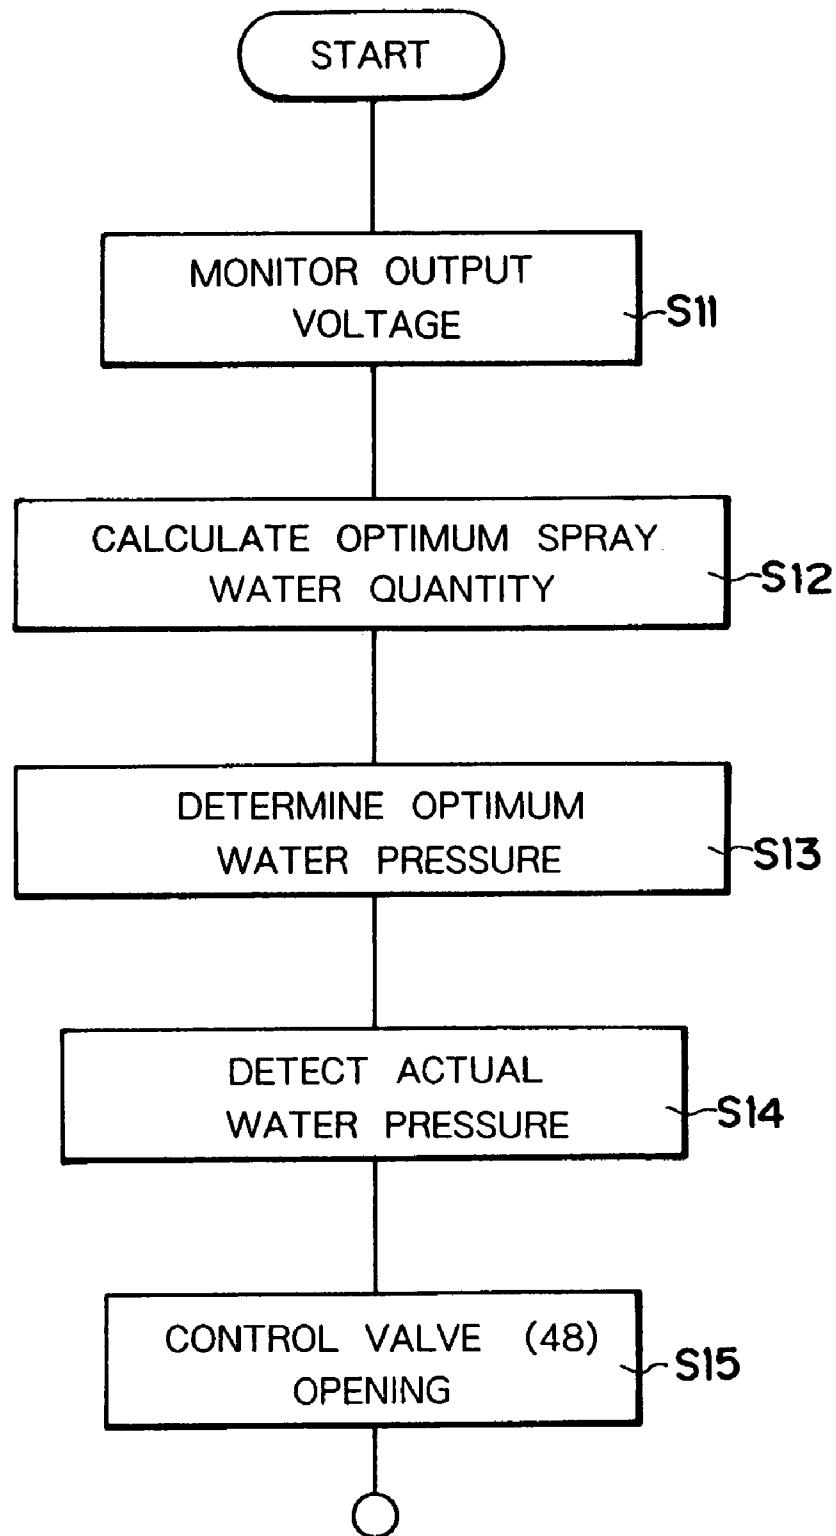 START
MONITOR OUTPUT
VOLTAGE
S11
CALCULATE OPTIMUM SPRAY
WATER QUANTITY
S12
DETERMINE OPTIMUM
WATER PRESSURE
S13
DETECT ACTUAL
WATER PRESSURE
S14
CONTROL VALVE (48)
OPENING
S15